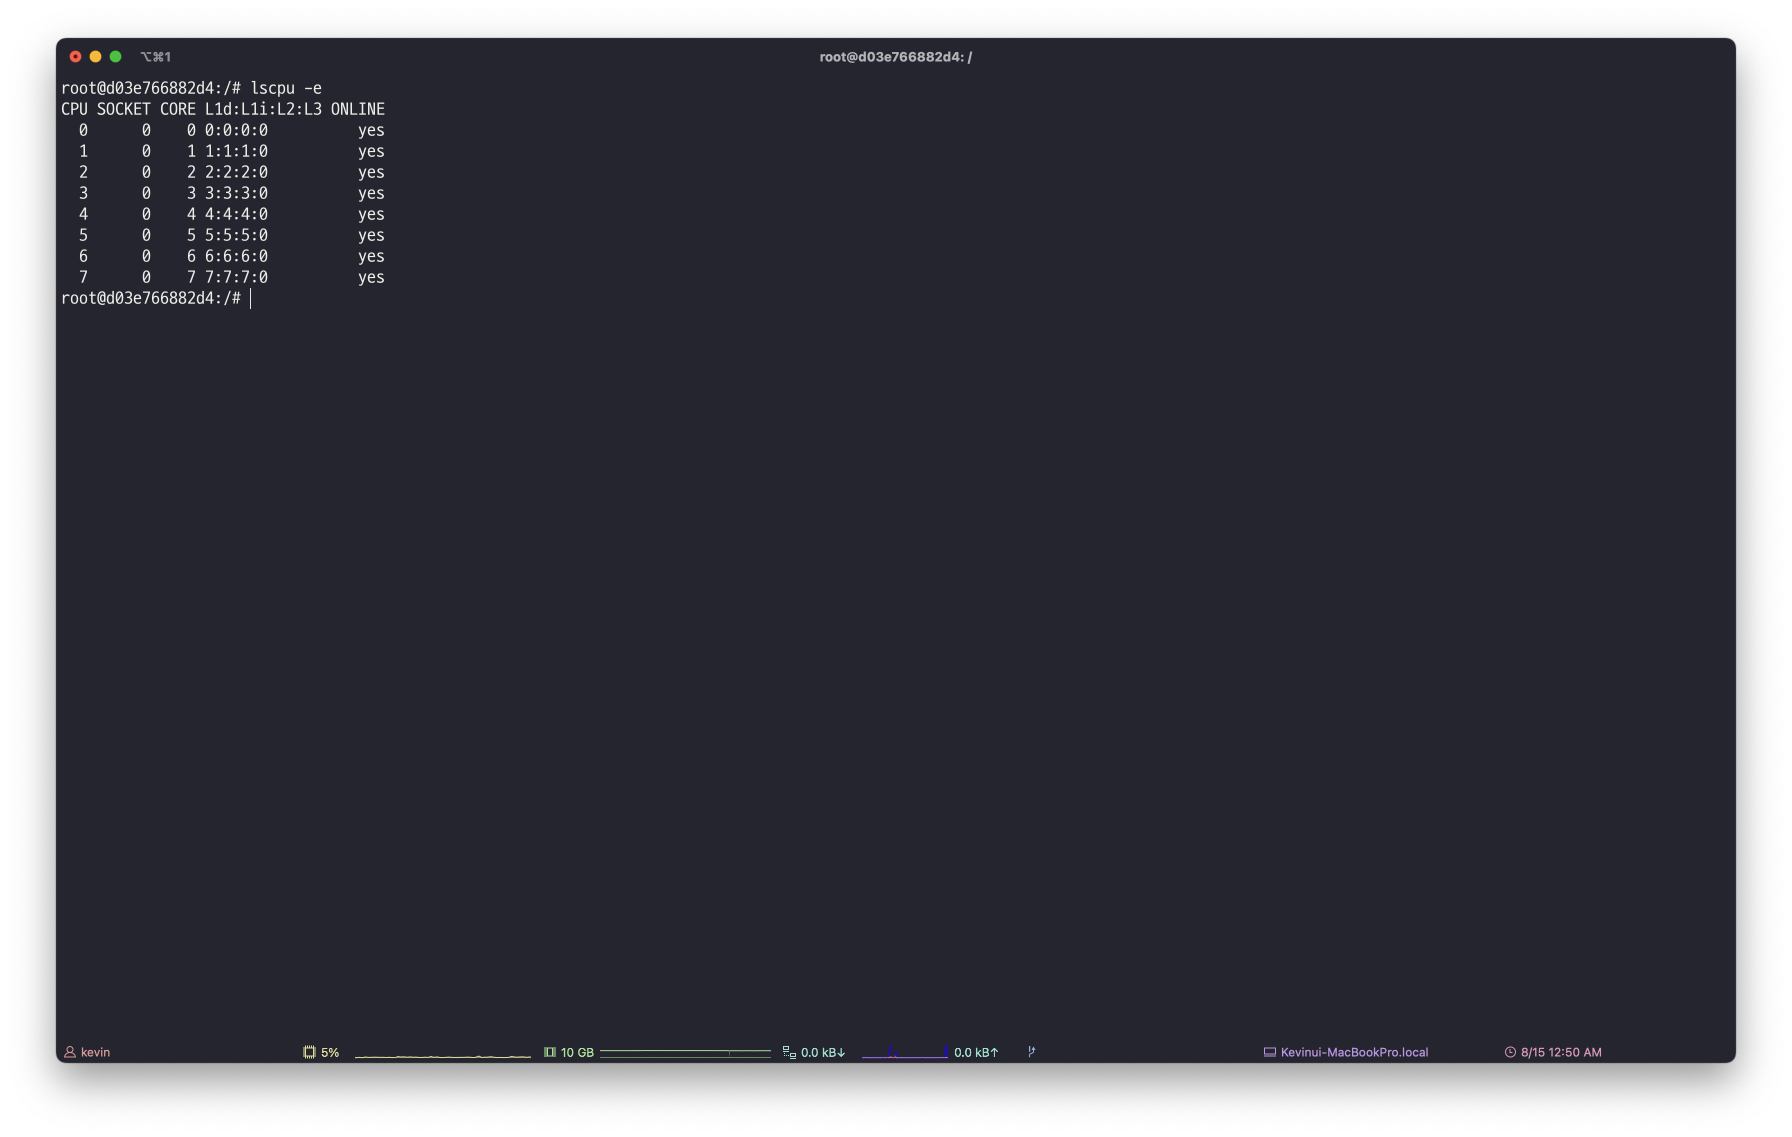 ⌥⌘1
root@d03e766882d4: /
root@d03e766882d4:/# lscpu -e
CPU SOCKET CORE L1d:L1i:L2:L3 ONLINE
  0      0    0 0:0:0:0          yes
  1      0    1 1:1:1:0          yes
  2      0    2 2:2:2:0          yes
  3      0    3 3:3:3:0          yes
  4      0    4 4:4:4:0          yes
  5      0    5 5:5:5:0          yes
  6      0    6 6:6:6:0          yes
  7      0    7 7:7:7:0          yes
root@d03e766882d4:/#
kevin 5% 10 GB 0.0 kB↓ 0.0 kB↑ Kevinui-MacBookPro.local 8/15 12:50 AM